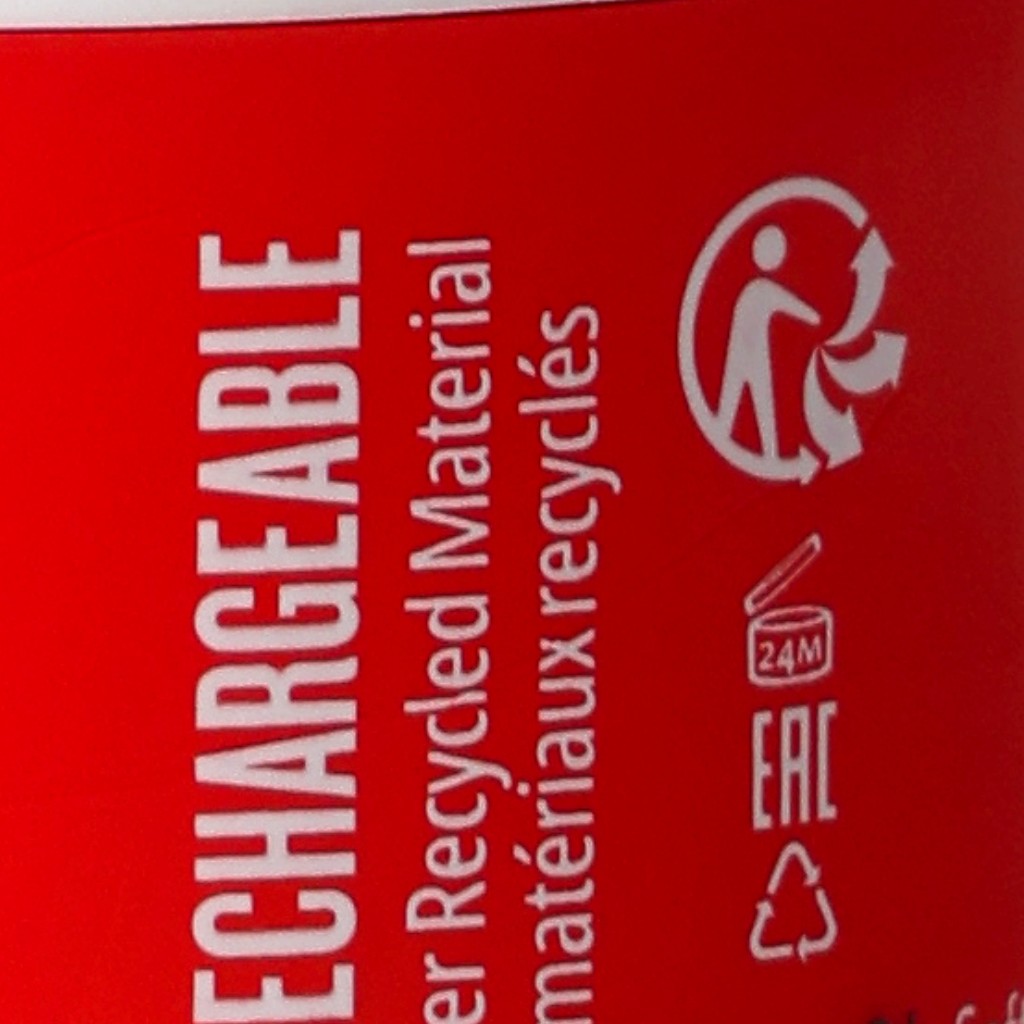 ECHARGEABLE
er Recycled Material
matériaux recyclés
24M
EAC